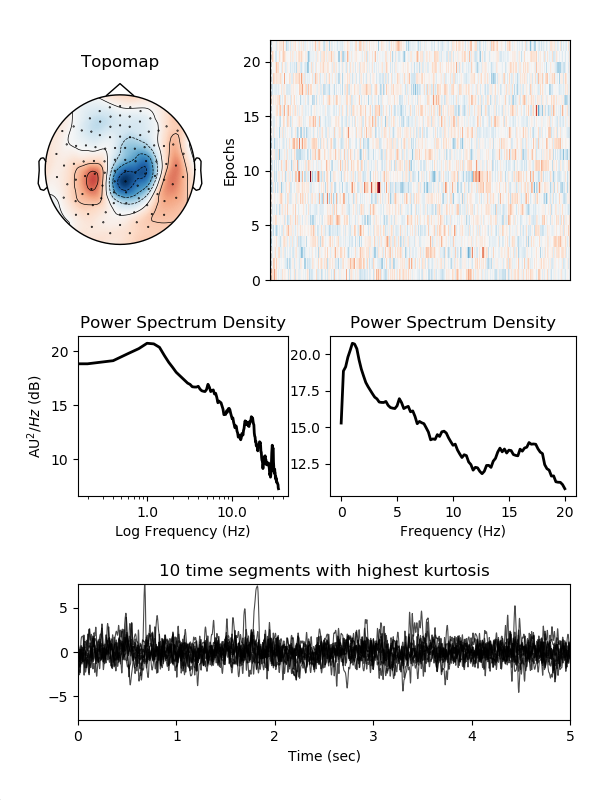 Topomap
Epochs
20
15
10
5
0
Power Spectrum Density
AU²/Hz (dB)
20
15
10
1.0 10.0
Log Frequency (Hz)
Power Spectrum Density
20.0
17.5
15.0
12.5
0 5 10 15 20
Frequency (Hz)
10 time segments with highest kurtosis
5
0
−5
0 1 2 3 4 5
Time (sec)